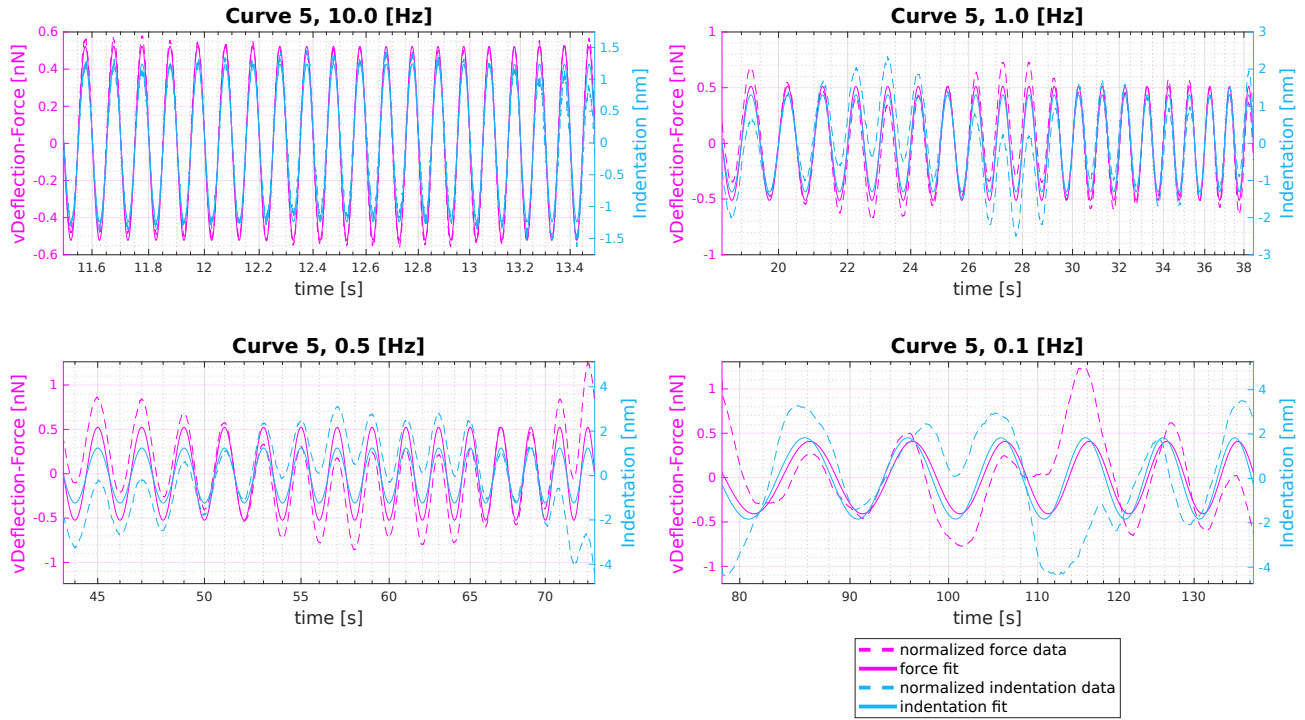 Curve 5, 10.0 [Hz]
vDeflection-Force [nN]
0.6
0.4
0.2
0
-0.2
-0.4
-0.6
1.5
1
0.5
0
-0.5
-1
-1.5
Indentation [nm]
11.6 11.8 12 12.2 12.4 12.6 12.8 13 13.2 13.4
time [s]
Curve 5, 1.0 [Hz]
vDeflection-Force [nN]
1
0.5
0
-0.5
-1
3
2
1
0
-1
-2
-3
Indentation [nm]
20 22 24 26 28 30 32 34 36 38
time [s]
Curve 5, 0.5 [Hz]
vDeflection-Force [nN]
1
0.5
0
-0.5
-1
4
2
0
-2
-4
Indentation [nm]
45 50 55 60 65 70
time [s]
Curve 5, 0.1 [Hz]
vDeflection-Force [nN]
1
0.5
0
-0.5
-1
4
2
0
-2
-4
Indentation [nm]
80 90 100 110 120 130
time [s]
normalized force data
force fit
normalized indentation data
indentation fit